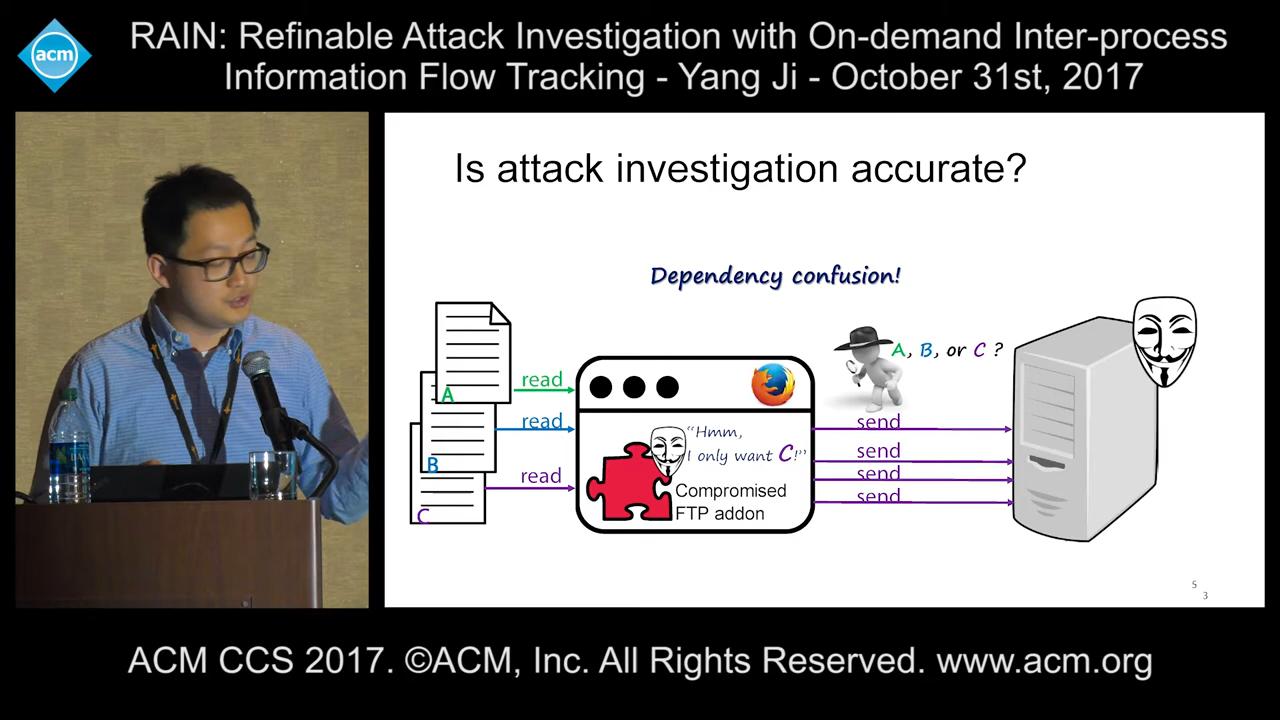 acm
RAIN: Refinable Attack Investigation with On-demand Inter-process
Information Flow Tracking - Yang Ji - October 31st, 2017
Is attack investigation accurate?
Dependency confusion!
A, B, or C ?
A
read
B
read
C
read
"Hmm,
I only want C!"
Compromised
FTP addon
send
send
send
send
5
3
ACM CCS 2017. ©ACM, Inc. All Rights Reserved. www.acm.org